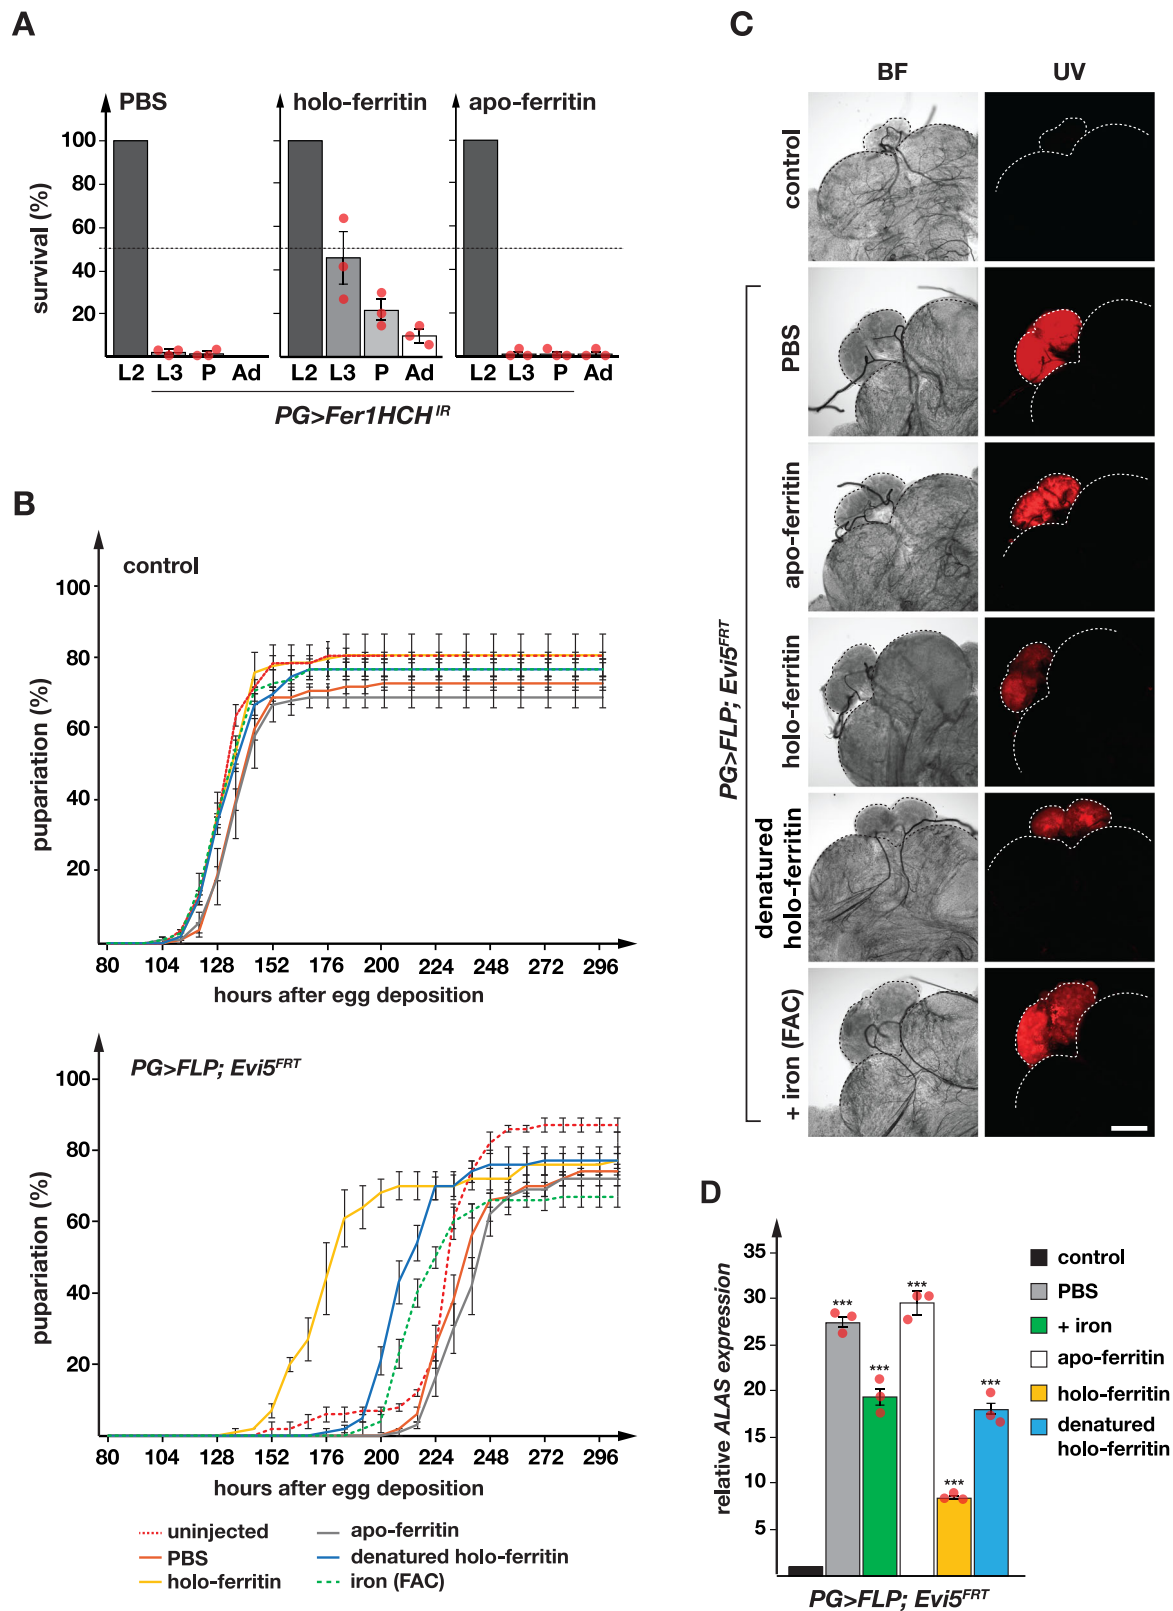 A
PBS
holo-ferritin
apo-ferritin
survival (%)
100
80
60
40
20
L2 L3 P Ad
L2 L3 P Ad
L2 L3 P Ad
PG>Fer1HCH^IR
B
control
pupariation (%)
100
80
60
40
20
80 104 128 152 176 200 224 248 272 296
hours after egg deposition
PG>FLP; Evi5^FRT
pupariation (%)
100
80
60
40
20
80 104 128 152 176 200 224 248 272 296
hours after egg deposition
uninjected
PBS
holo-ferritin
apo-ferritin
denatured holo-ferritin
iron (FAC)
C
BF UV
control
PBS
apo-ferritin
holo-ferritin
denatured
holo-ferritin
+ iron (FAC)
PG>FLP; Evi5^FRT
D
relative ALAS expression
35
30
25
20
15
10
5
***
***
***
***
***
PG>FLP; Evi5^FRT
control
PBS
+ iron
apo-ferritin
holo-ferritin
denatured
holo-ferritin